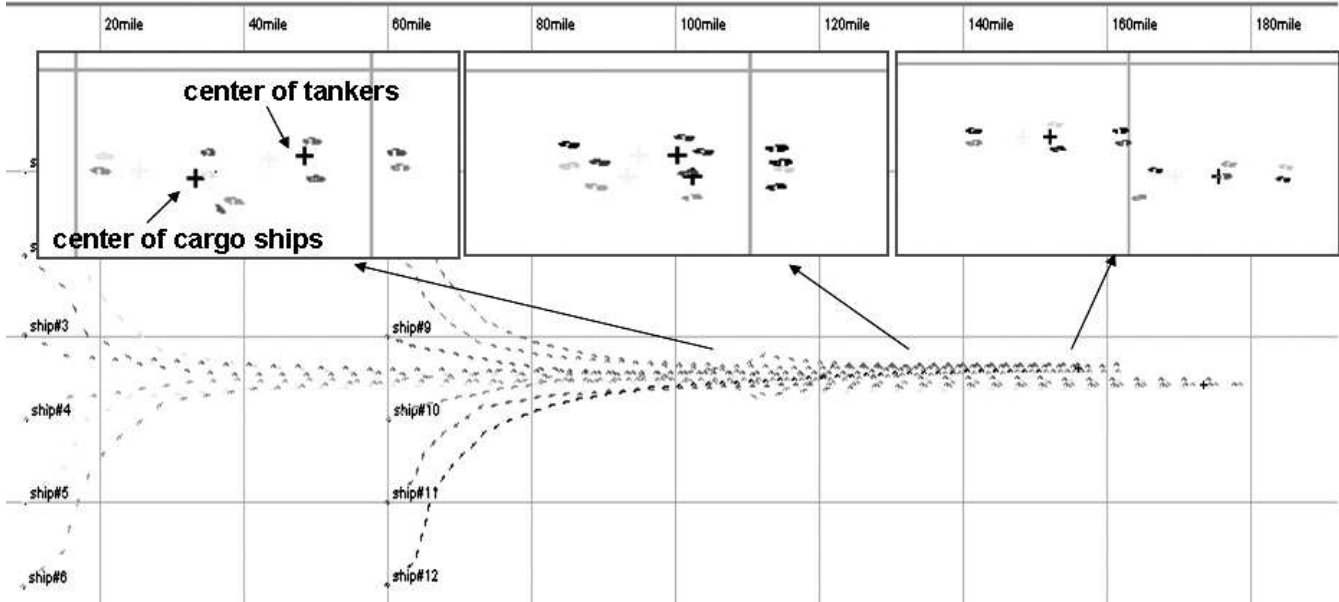 20mile 40mile 60mile 80mile 100mile 120mile 140mile 160mile 180mile
center of tankers
s
s
center of cargo ships
ship#3 ship#9
ship#4 ship#10
ship#5 ship#11
ship#6 ship#12